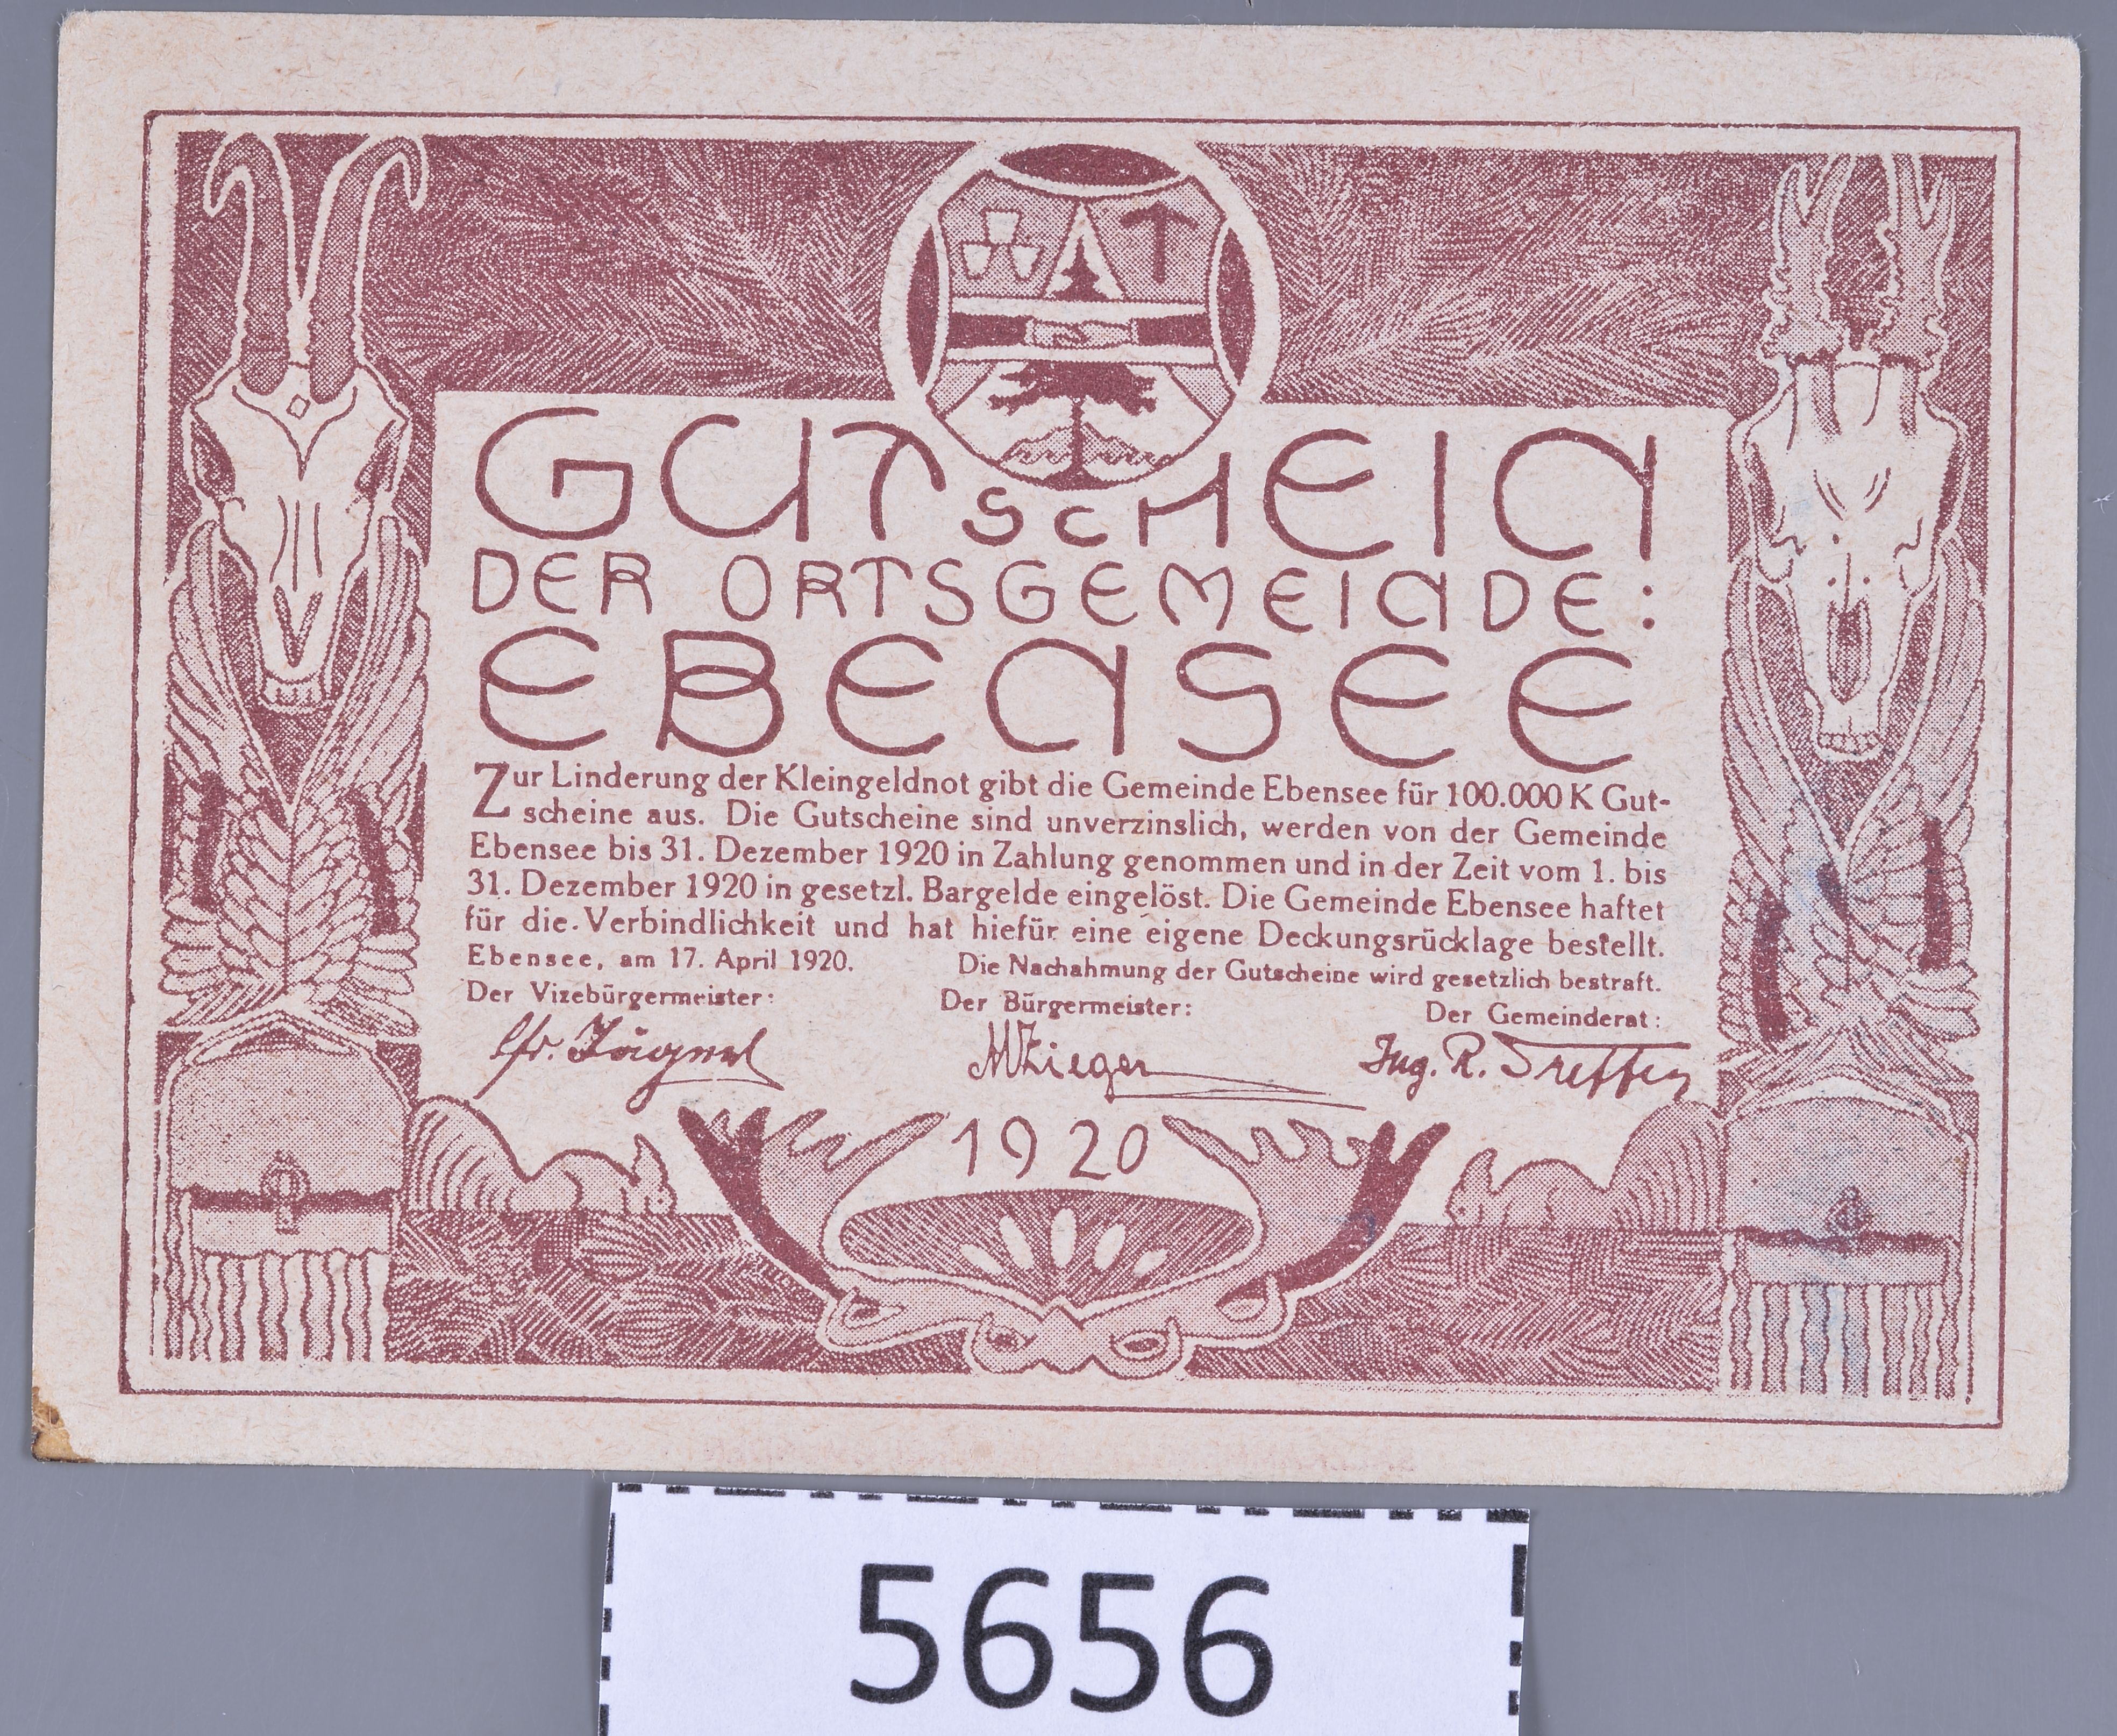 GUTSCHEIN
DER ORTSGEMEINDE:
EBENSEE
Zur Linderung der Kleingeldnot gibt die Gemeinde Ebensee für 100.000 K Gut-
scheine aus. Die Gutscheine sind unverzinslich, werden von der Gemeinde
Ebensee bis 31. Dezember 1920 in Zahlung genommen und in der Zeit vom 1. bis
31. Dezember 1920 in gesetzl. Bargelde eingelöst. Die Gemeinde Ebensee haftet
für die Verbindlichkeit und hat hiefür eine eigene Deckungsrücklage bestellt.
Ebensee, am 17. April 1920. Die Nachahmung der Gutscheine wird gesetzlich bestraft.
Der Vizebürgermeister: Der Bürgermeister: Der Gemeinderat:
Ing. R.
1920
5656